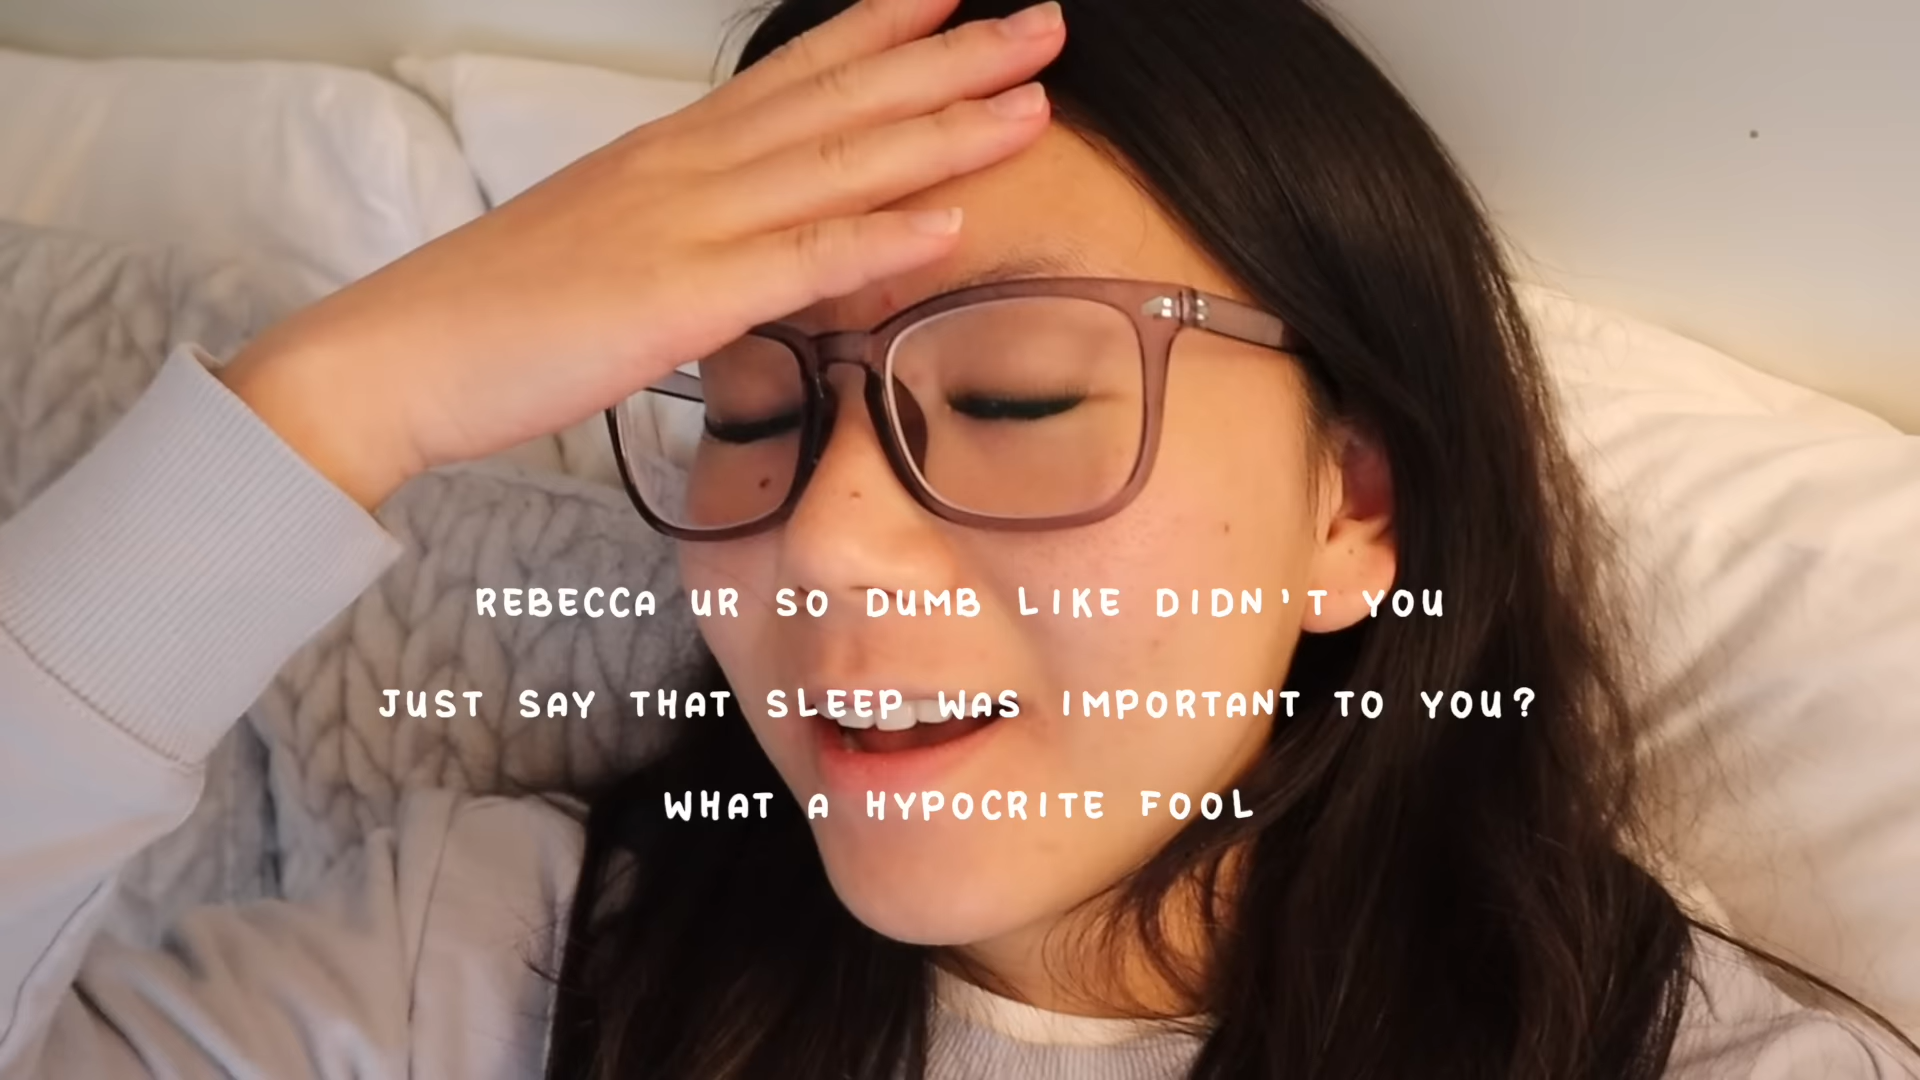 REBECCA UR SO DUMB LIKE DIDN'T YOU
JUST SAY THAT SLEEP WAS IMPORTANT TO YOU?
WHAT A HYPOCRITE FOOL